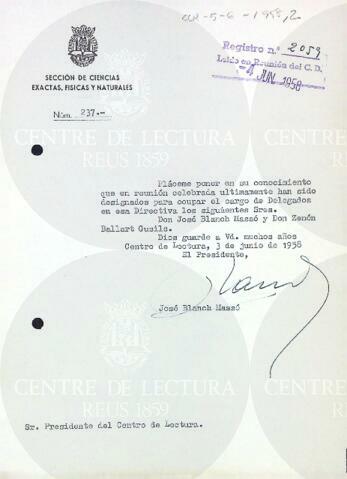 CCR-5-6-1958,2
Registro n.º 2059
Leído en Reunión del C. D.
4 JUN. 1958
SECCIÓN DE CIENCIAS
EXACTAS, FISICAS Y NATURALES
Núm. 237.-
CENTRE DE LECTURA
REUS 1859
Pláceme poner en su conocimiento
que en reunión celebrada ultimamente han sido
designados para coupar el cargo de Delegados
en esa Directiva los siguientes Sres.
Don José Blanch Massó y Don Zenón
Ballart Gusils.
Dios guarde a Vd. muchos años
Centro de Lectura, 3 de junio de 1958
El Presidente,
José Blanch Massó
CENTRE DE LECTURA
REUS 1859
Sr. Presidente del Centro de Lectura.